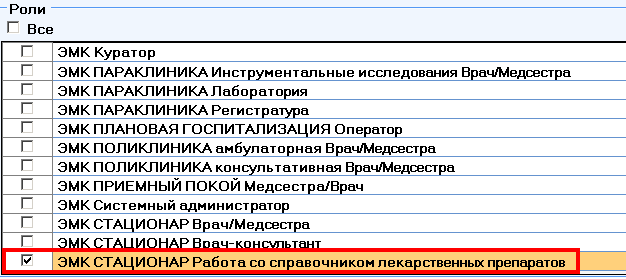 Роли
Все
ЭМК Куратор
ЭМК ПАРАКЛИНИКА Инструментальные исследования Врач/Медсестра
ЭМК ПАРАКЛИНИКА Лаборатория
ЭМК ПАРАКЛИНИКА Регистратура
ЭМК ПЛАНОВАЯ ГОСПИТАЛИЗАЦИЯ Оператор
ЭМК ПОЛИКЛИНИКА амбулаторная Врач/Медсестра
ЭМК ПОЛИКЛИНИКА консультативная Врач/Медсестра
ЭМК ПРИЕМНЫЙ ПОКОЙ Медсестра/Врач
ЭМК Системный администратор
ЭМК СТАЦИОНАР Врач/Медсестра
ЭМК СТАЦИОНАР Врач-консультант
ЭМК СТАЦИОНАР Работа со справочником лекарственных препаратов